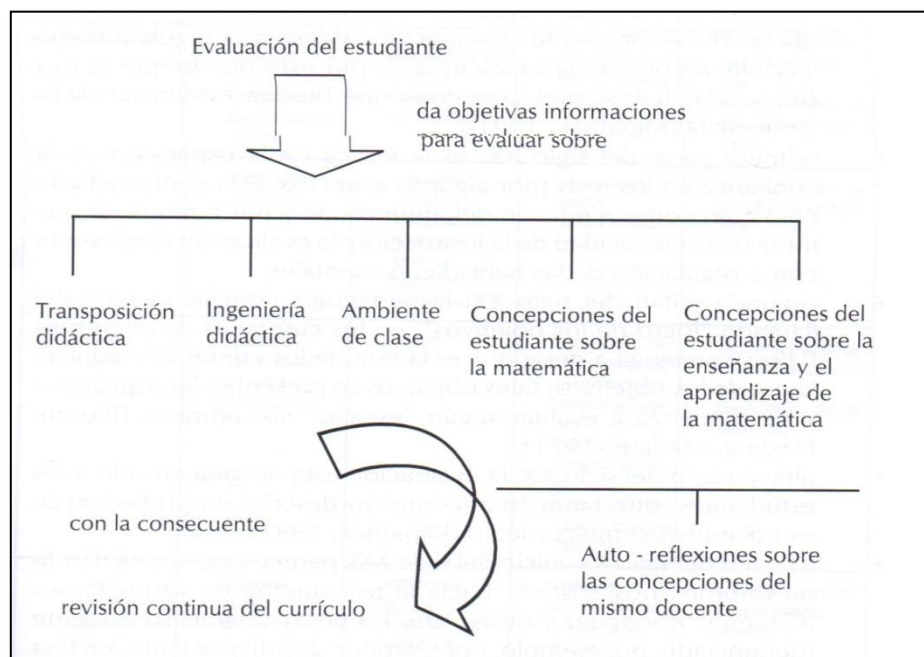 Evaluación del estudiante
da objetivas informaciones
para evaluar sobre
Transposición
didáctica
Ingeniería
didáctica
Ambiente
de clase
Concepciones del
estudiante sobre
la matemática
Concepciones del
estudiante sobre la
enseñanza y el
aprendizaje de
la matemática
con la consecuente
revisión continua del currículo
Auto - reflexiones sobre
las concepciones del
mismo docente